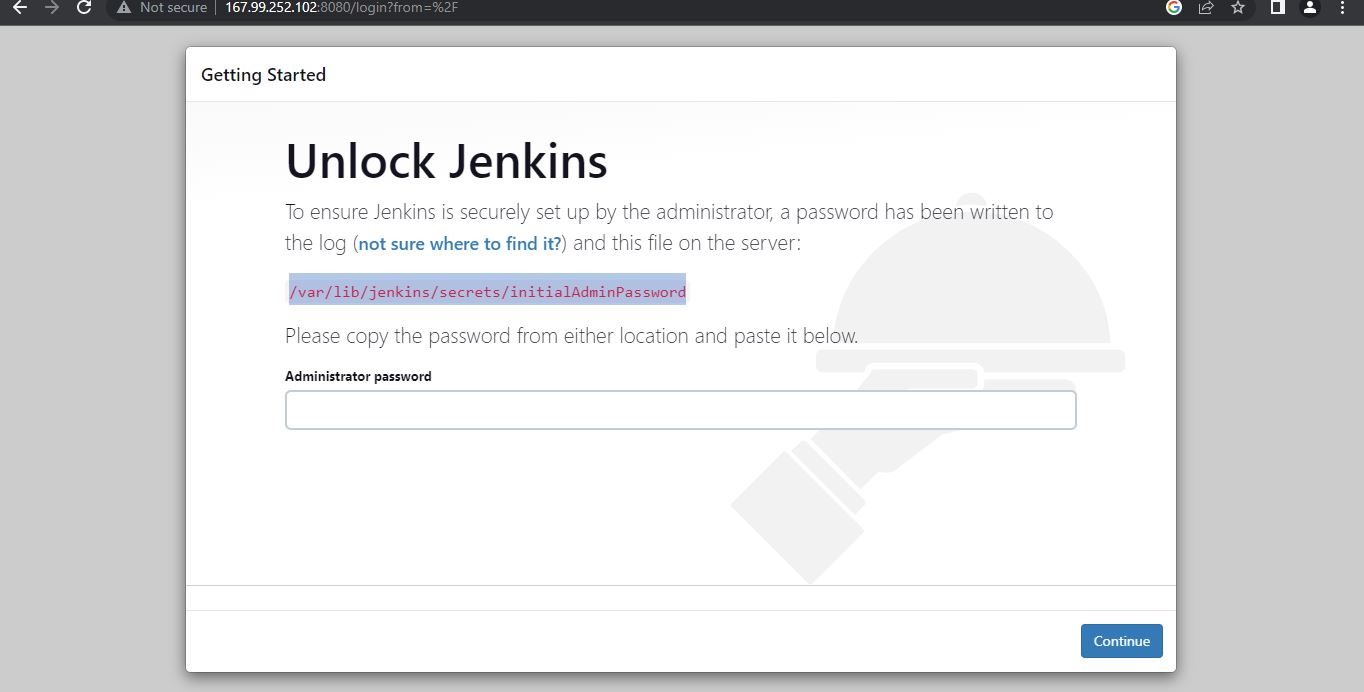 Not secure | 167.99.252.102:8080/login?from=%2F
Getting Started
Unlock Jenkins
To ensure Jenkins is securely set up by the administrator, a password has been written to
the log (not sure where to find it?) and this file on the server:
/var/lib/jenkins/secrets/initialAdminPassword
Please copy the password from either location and paste it below.
Administrator password
Continue